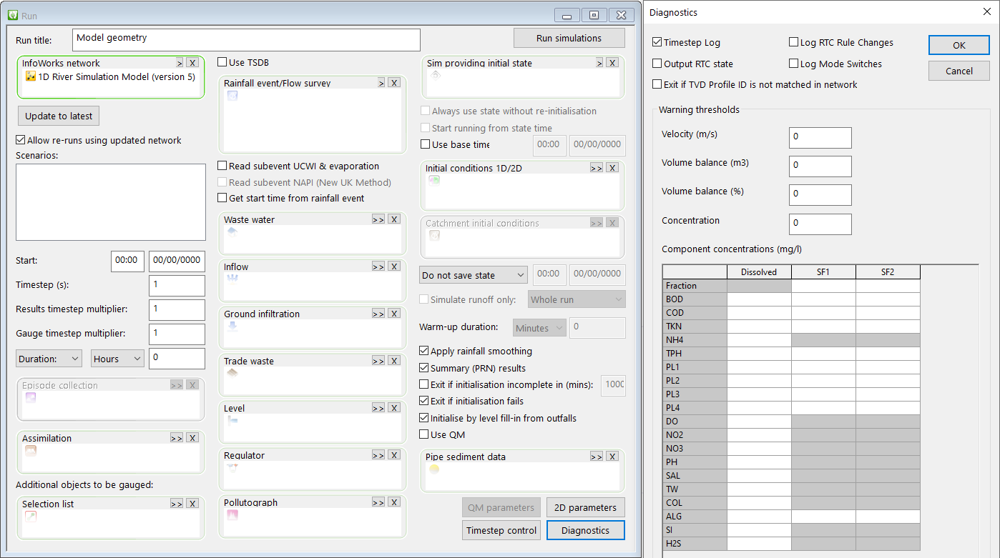 Run
Run title:
Model geometry
Run simulations
InfoWorks network
>
X
1D River Simulation Model (version 5)
Update to latest
Allow re-runs using updated network
Scenarios:
Start:
00:00
00/00/0000
Timestep (s):
1
Results timestep multiplier:
1
Gauge timestep multiplier:
1
Duration:
Hours
0
Episode collection
>>
X
Assimilation
>>
X
Additional objects to be gauged:
Selection list
>>
X
Use TSDB
Rainfall event/Flow survey
>
X
Read subevent UCWI & evaporation
Read subevent NAPI (New UK Method)
Get start time from rainfall event
Waste water
>>
X
Inflow
>>
X
Ground infiltration
>>
X
Trade waste
>>
X
Level
>>
X
Regulator
>>
X
Pollutograph
>>
X
Sim providing initial state
>
X
Always use state without re-initialisation
Start running from state time
Use base time
00:00
00/00/0000
Initial conditions 1D/2D
>>
X
Catchment initial conditions
>>
X
Do not save state
00:00
00/00/0000
Simulate runoff only:
Whole run
Warm-up duration:
Minutes
0
Apply rainfall smoothing
Summary (PRN) results
Exit if initialisation incomplete in (mins):
1000
Exit if initialisation fails
Initialise by level fill-in from outfalls
Use QM
Pipe sediment data
>>
X
QM parameters
2D parameters
Timestep control
Diagnostics
Diagnostics
Timestep Log
Log RTC Rule Changes
OK
Output RTC state
Log Mode Switches
Cancel
Exit if TVD Profile ID is not matched in network
Warning thresholds
Velocity (m/s)
0
Volume balance (m3)
0
Volume balance (%)
0
Concentration
0
Component concentrations (mg/l)
Dissolved SF1 SF2
Fraction
BOD
COD
TKN
NH4
TPH
PL1
PL2
PL3
PL4
DO
NO2
NO3
PH
SAL
TW
COL
ALG
SI
H2S